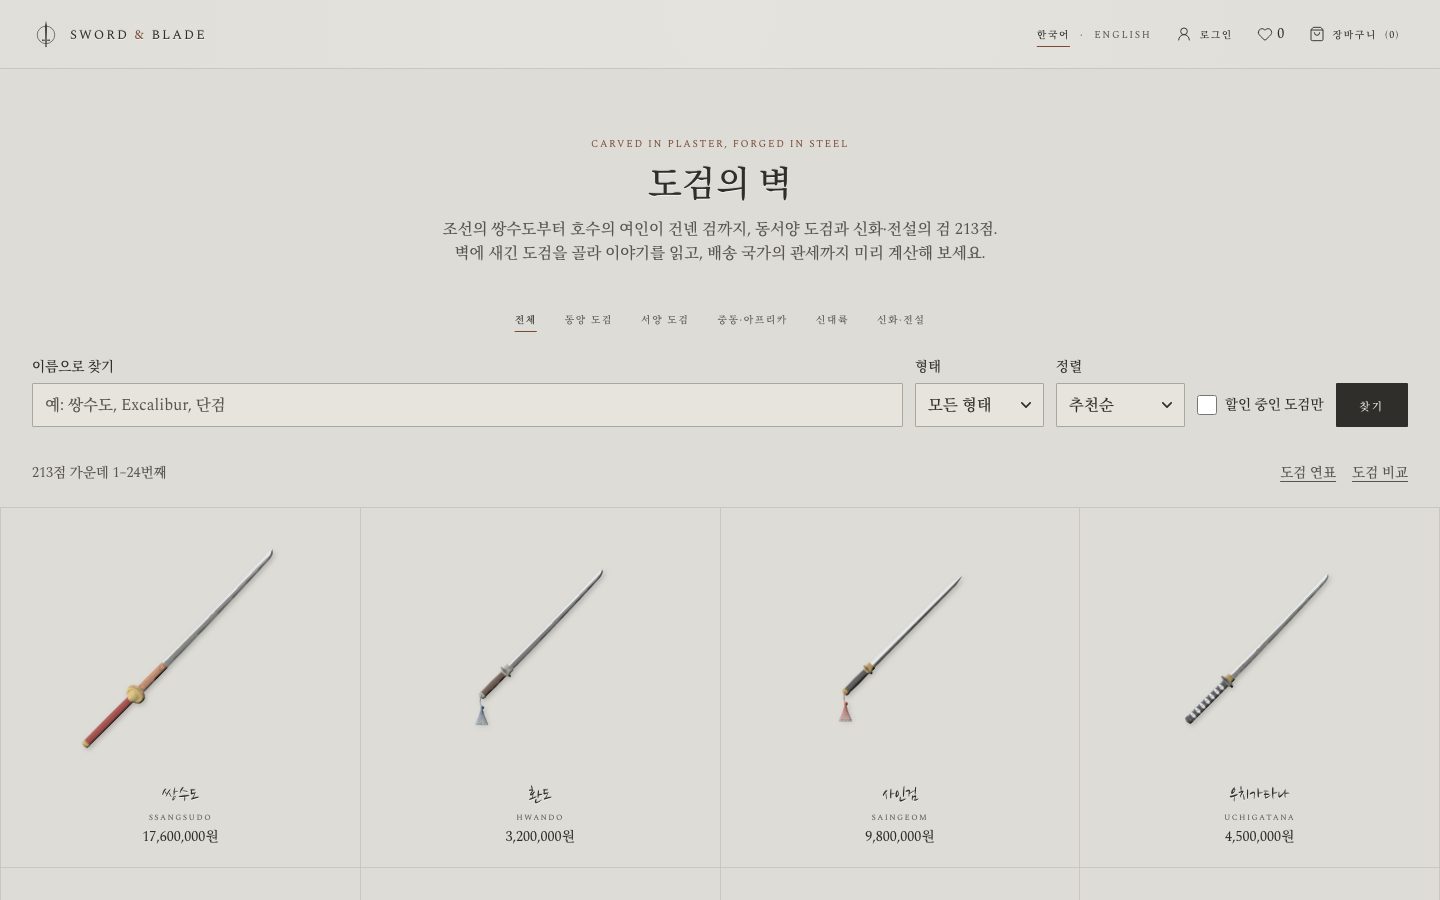 SWORD & BLADE
한국어 · ENGLISH 로그인 0 장바구니 (0)
CARVED IN PLASTER, FORGED IN STEEL
도검의 벽
조선의 쌍수도부터 호수의 여인이 건넨 검까지, 동서양 도검과 신화·전설의 검 213점.
벽에 새긴 도검을 골라 이야기를 읽고, 배송 국가의 관세까지 미리 계산해 보세요.
전체 동양 도검 서양 도검 중동·아프리카 신대륙 신화·전설
이름으로 찾기 형태 정렬
예: 쌍수도, Excalibur, 단검 모든 형태 추천순 할인 중인 도검만 찾기
213점 가운데 1–24번째 도검 연표 도검 비교
쌍수도 환도 사인검 우치가타나
SSANGSUDO HWANDO SAINGEOM UCHIGATANA
17,600,000원 3,200,000원 9,800,000원 4,500,000원